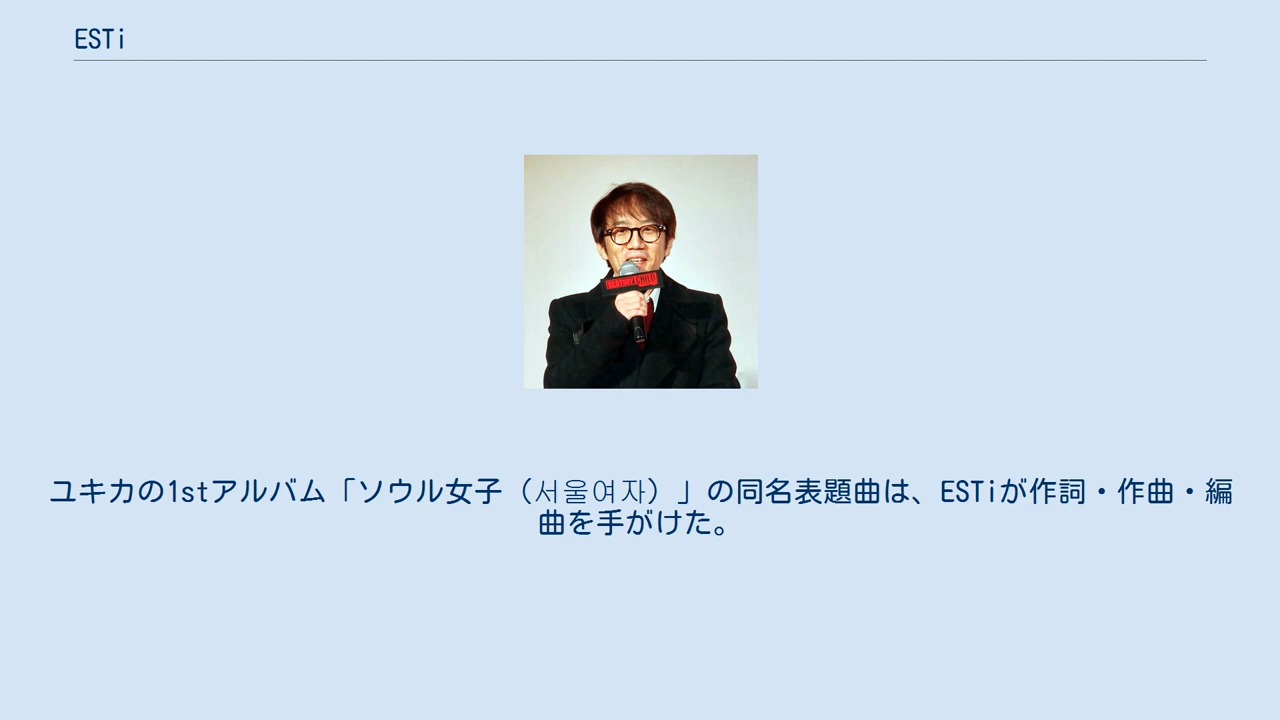 ESTi
ユキカの1stアルバム「ソウル女子（서울여자）」の同名表題曲は、ESTiが作詞・作曲・編
曲を手がけた。